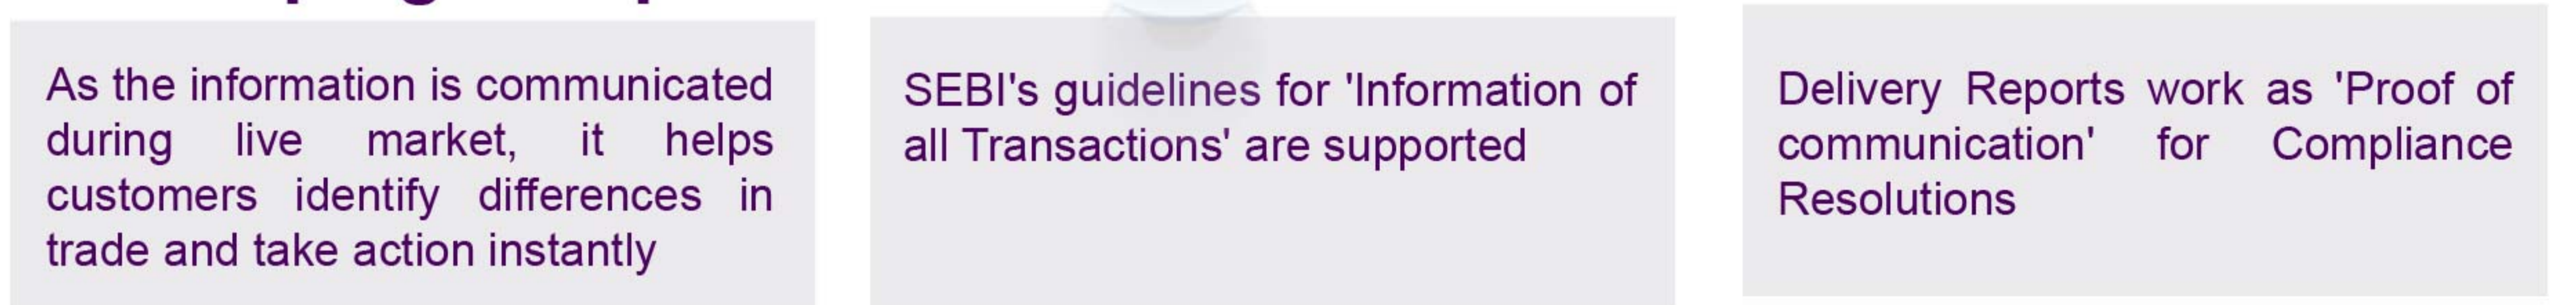 As the information is communicated
during live market, it helps
customers identify differences in
trade and take action instantly
SEBI's guidelines for 'Information of
all Transactions' are supported
Delivery Reports work as 'Proof of
communication' for Compliance
Resolutions